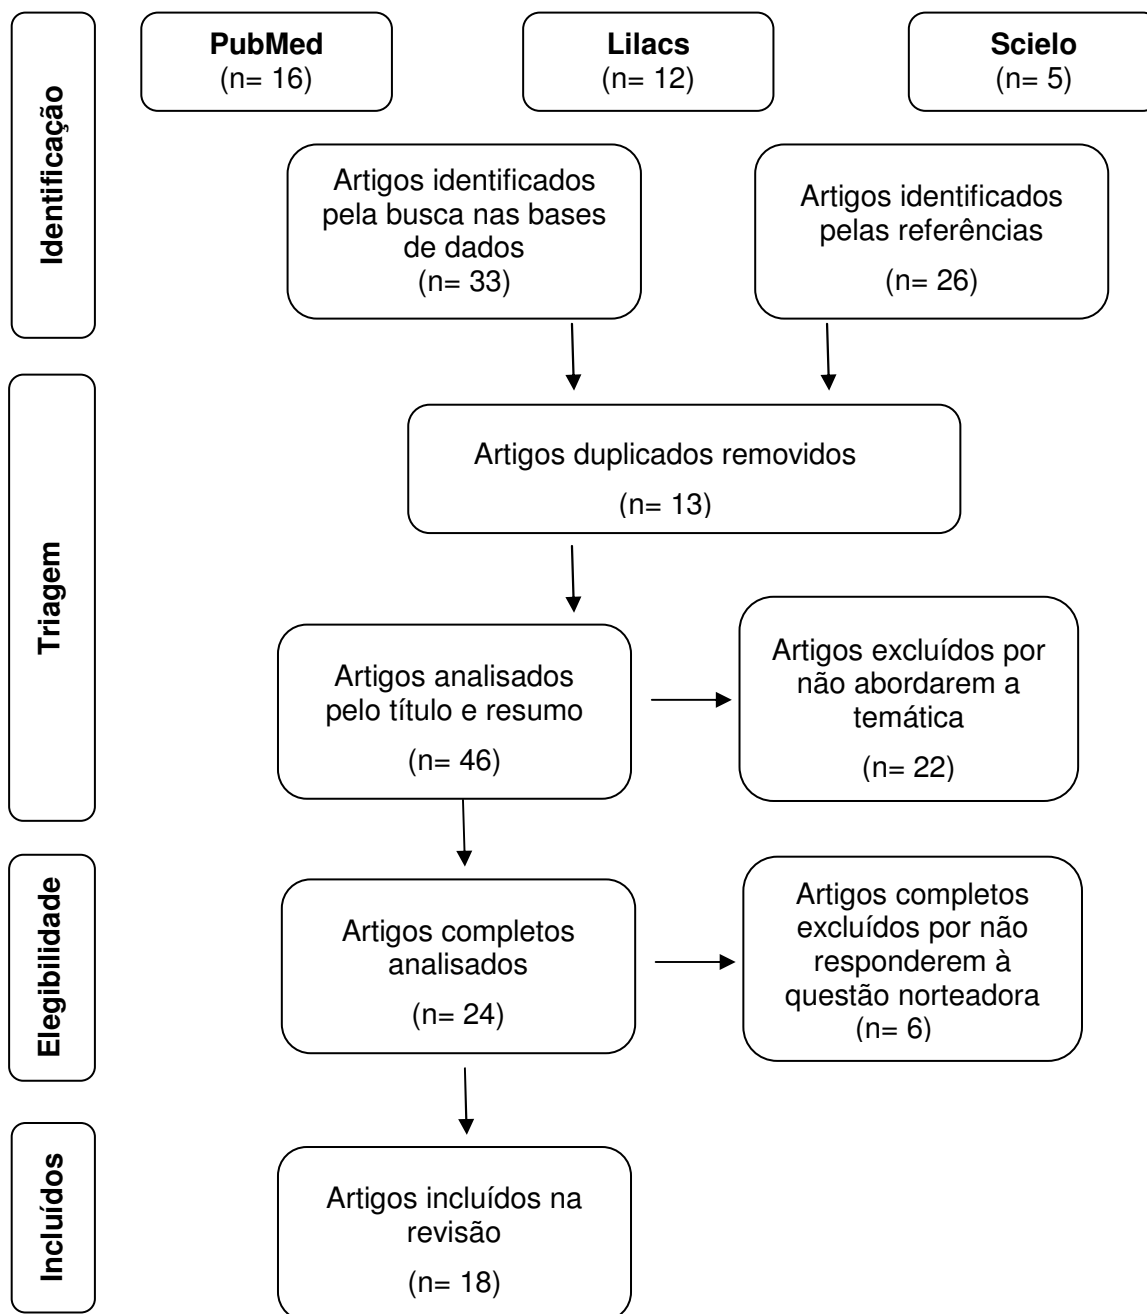 Identificação
PubMed
(n= 16)
Lilacs
(n= 12)
Scielo
(n= 5)
Artigos identificados
pela busca nas bases
de dados
(n= 33)
Artigos identificados
pelas referências
(n= 26)
Triagem
Artigos duplicados removidos
(n= 13)
Artigos analisados
pelo título e resumo
(n= 46)
Artigos excluídos por
não abordarem a
temática
(n= 22)
Elegibilidade
Artigos completos
analisados
(n= 24)
Artigos completos
excluídos por não
responderem à
questão norteadora
(n= 6)
Incluídos
Artigos incluídos na
revisão
(n= 18)